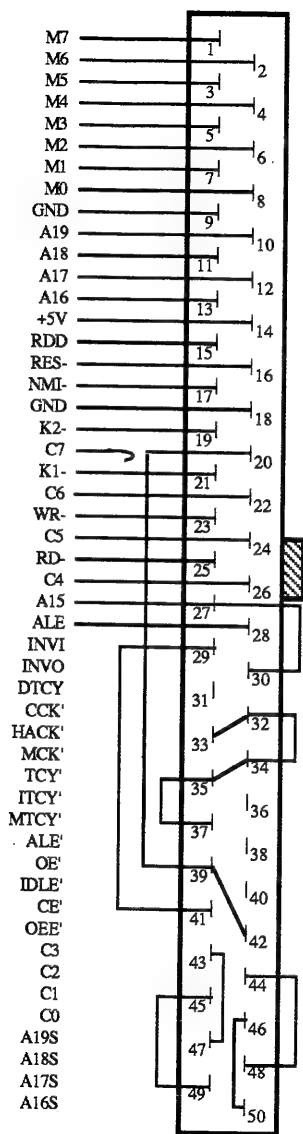 M7 1
M6 2
M5 3
M4 4
M3 5
M2 6
M1 7
M0 8
GND 9
A19 10
A18 11
A17 12
A16 13
+5V 14
RDD 15
RES- 16
NMI- 17
GND 18
K2- 19
C7 20
K1- 21
C6 22
WR- 23
C5 24
RD- 25
C4 26
A15 27
ALE 28
INVI 29
INVO 30
DTCY 31
CCK' 32
HACK' 33
MCK' 34
TCY' 35
ITCY' 36
MTCY' 37
ALE' 38
OE' 39
IDLE' 40
CE' 41
OEE' 42
C3 43
C2 44
C1 45
C0 46
A19S 47
A18S 48
A17S 49
A16S 50